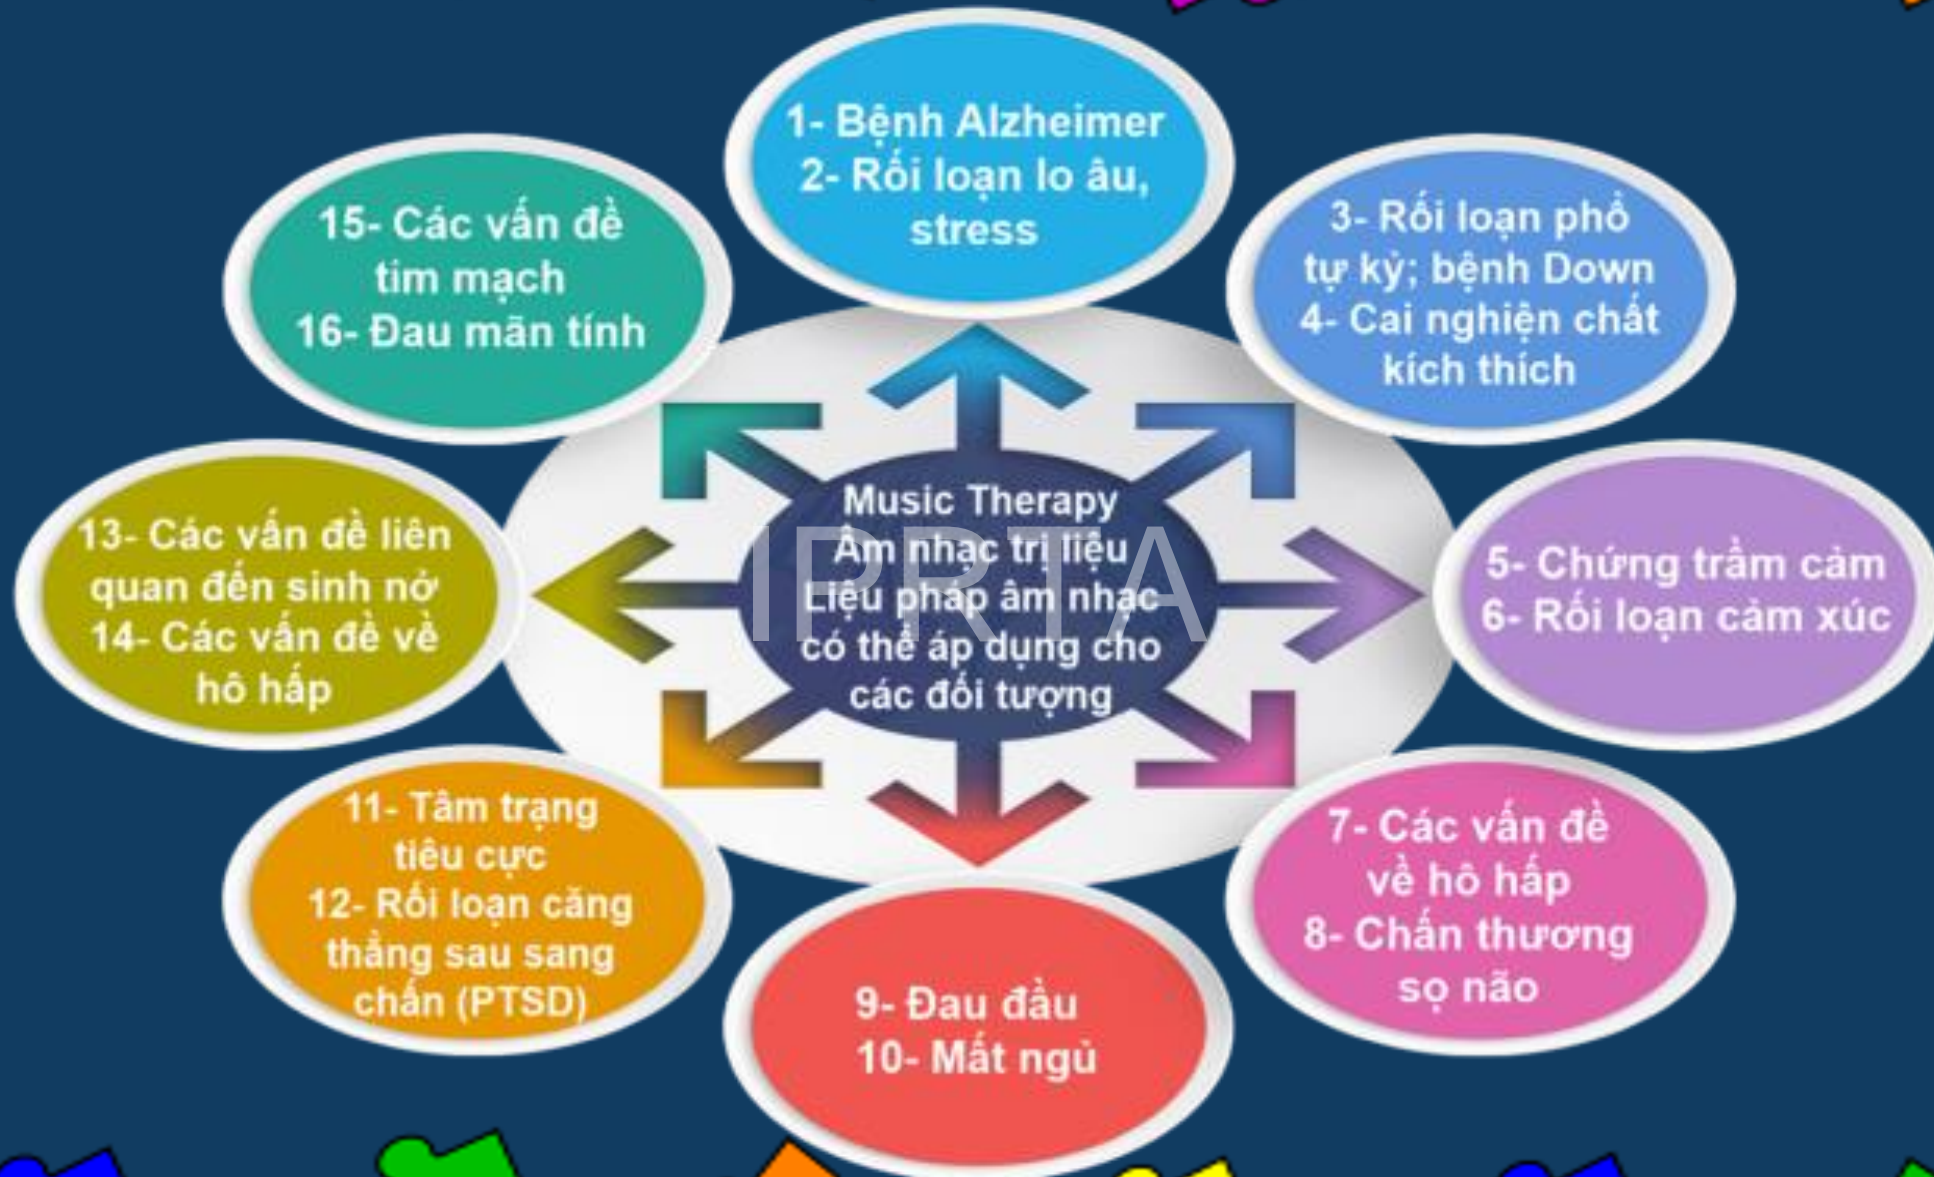 1- Bệnh Alzheimer
2- Rối loạn lo âu,
stress
3- Rối loạn phổ
tự kỷ; bệnh Down
4- Cai nghiện chất
kích thích
5- Chứng trầm cảm
6- Rối loạn cảm xúc
7- Các vấn đề
về hô hấp
8- Chấn thương
sọ não
9- Đau đầu
10- Mất ngủ
11- Tâm trạng
tiêu cực
12- Rối loạn căng
thẳng sau sang
chấn (PTSD)
13- Các vấn đề liên
quan đến sinh nở
14- Các vấn đề về
hô hấp
15- Các vấn đề
tim mạch
16- Đau mãn tính
Music Therapy
Âm nhạc trị liệu
Liệu pháp âm nhạc
có thể áp dụng cho
các đối tượng
IPRTA